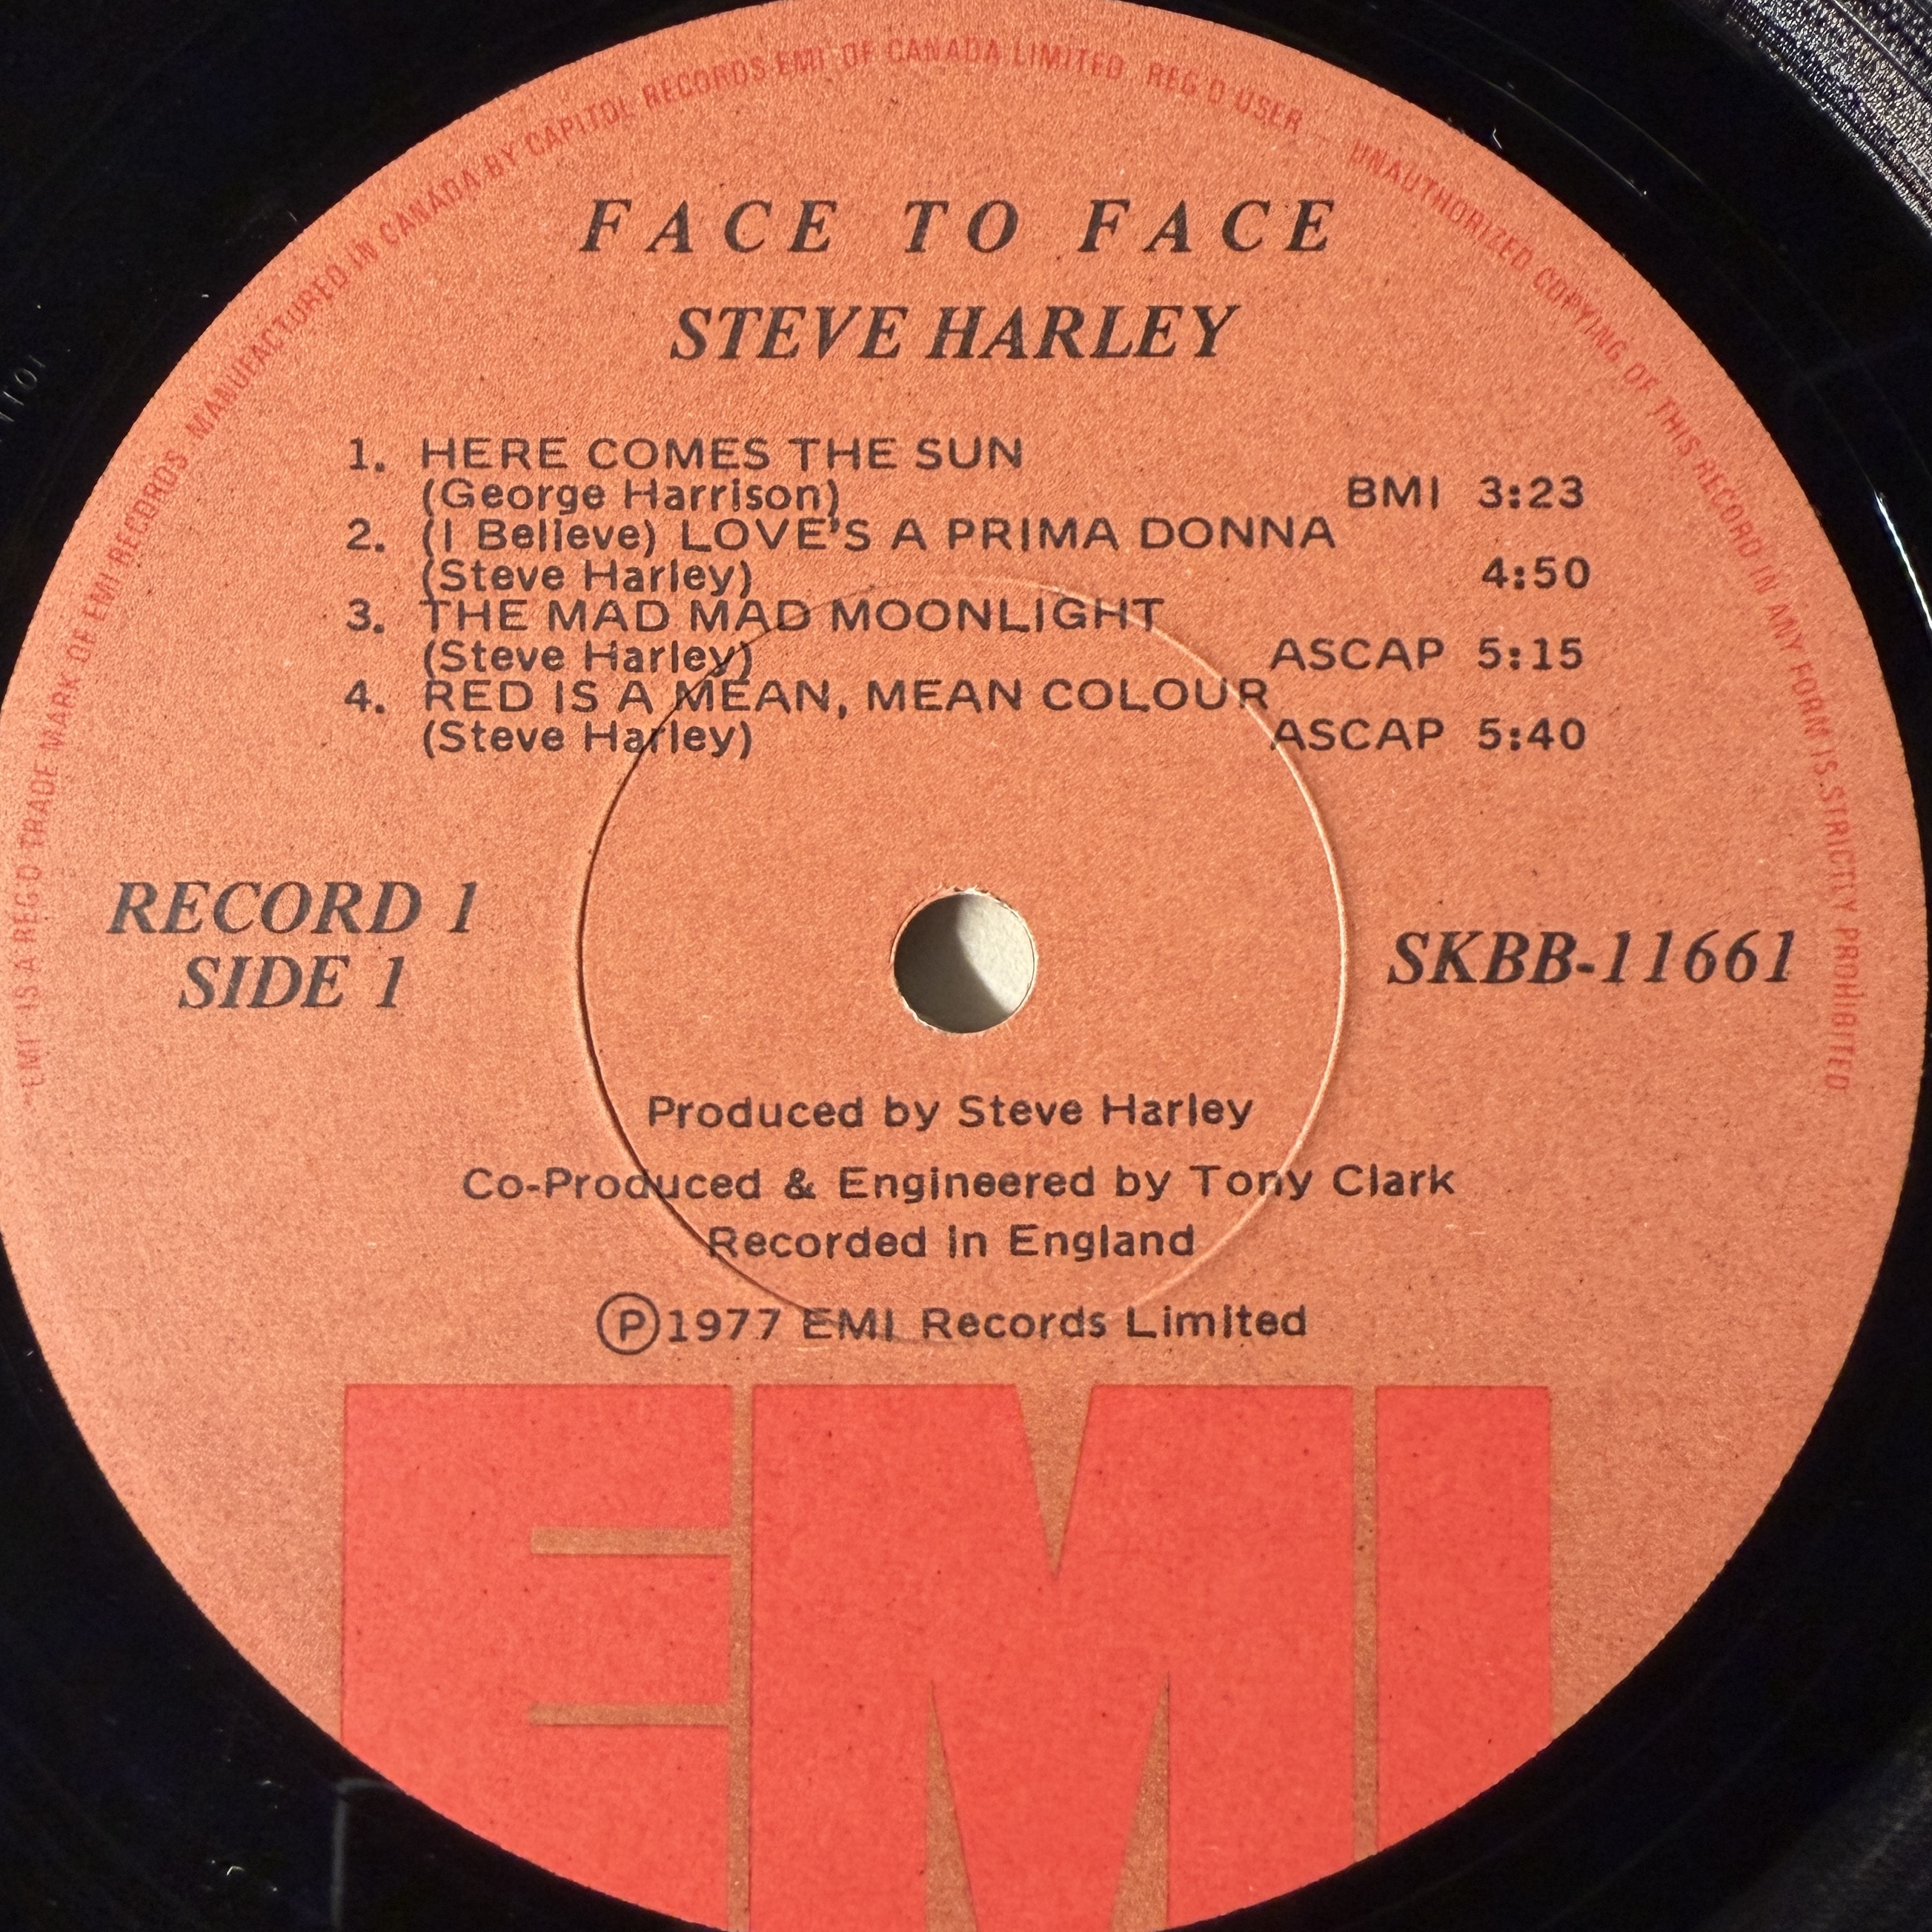 "EMI" IS A REG'D TRADE MARK OF EMI RECORDS. MANUFACTURED IN CANADA BY CAPITOL RECORDS EMI OF CANADA LIMITED. REG'D USER — UNAUTHORIZED COPYING OF THIS RECORD IN ANY FORM IS STRICTLY PROHIBITED
FACE TO FACE
STEVE HARLEY
1. HERE COMES THE SUN
(George Harrison) BMI 3:23
2. (I Believe) LOVE'S A PRIMA DONNA
(Steve Harley) 4:50
3. THE MAD MAD MOONLIGHT
(Steve Harley) ASCAP 5:15
4. RED IS A MEAN, MEAN COLOUR
(Steve Harley) ASCAP 5:40
RECORD 1
SIDE 1
SKBB-11661
Produced by Steve Harley
Co-Produced & Engineered by Tony Clark
Recorded in England
℗1977 EMI Records Limited
EMI